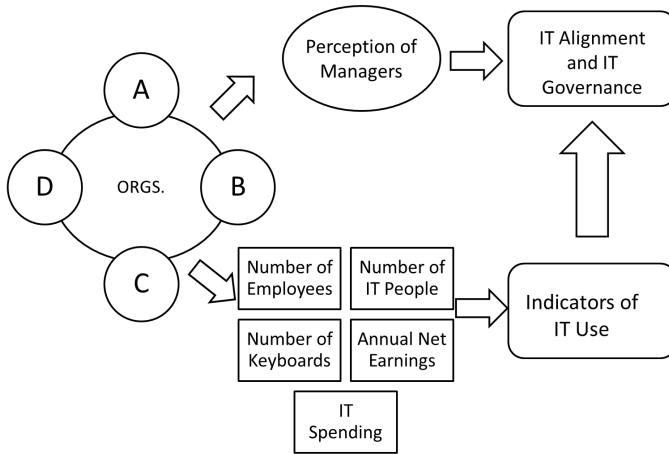 Perception of
Managers
IT Alignment
and IT
Governance
A
D
ORGS.
B
C
Number of
Employees
Number of
IT People
Number of
Keyboards
Annual Net
Earnings
IT
Spending
Indicators of
IT Use